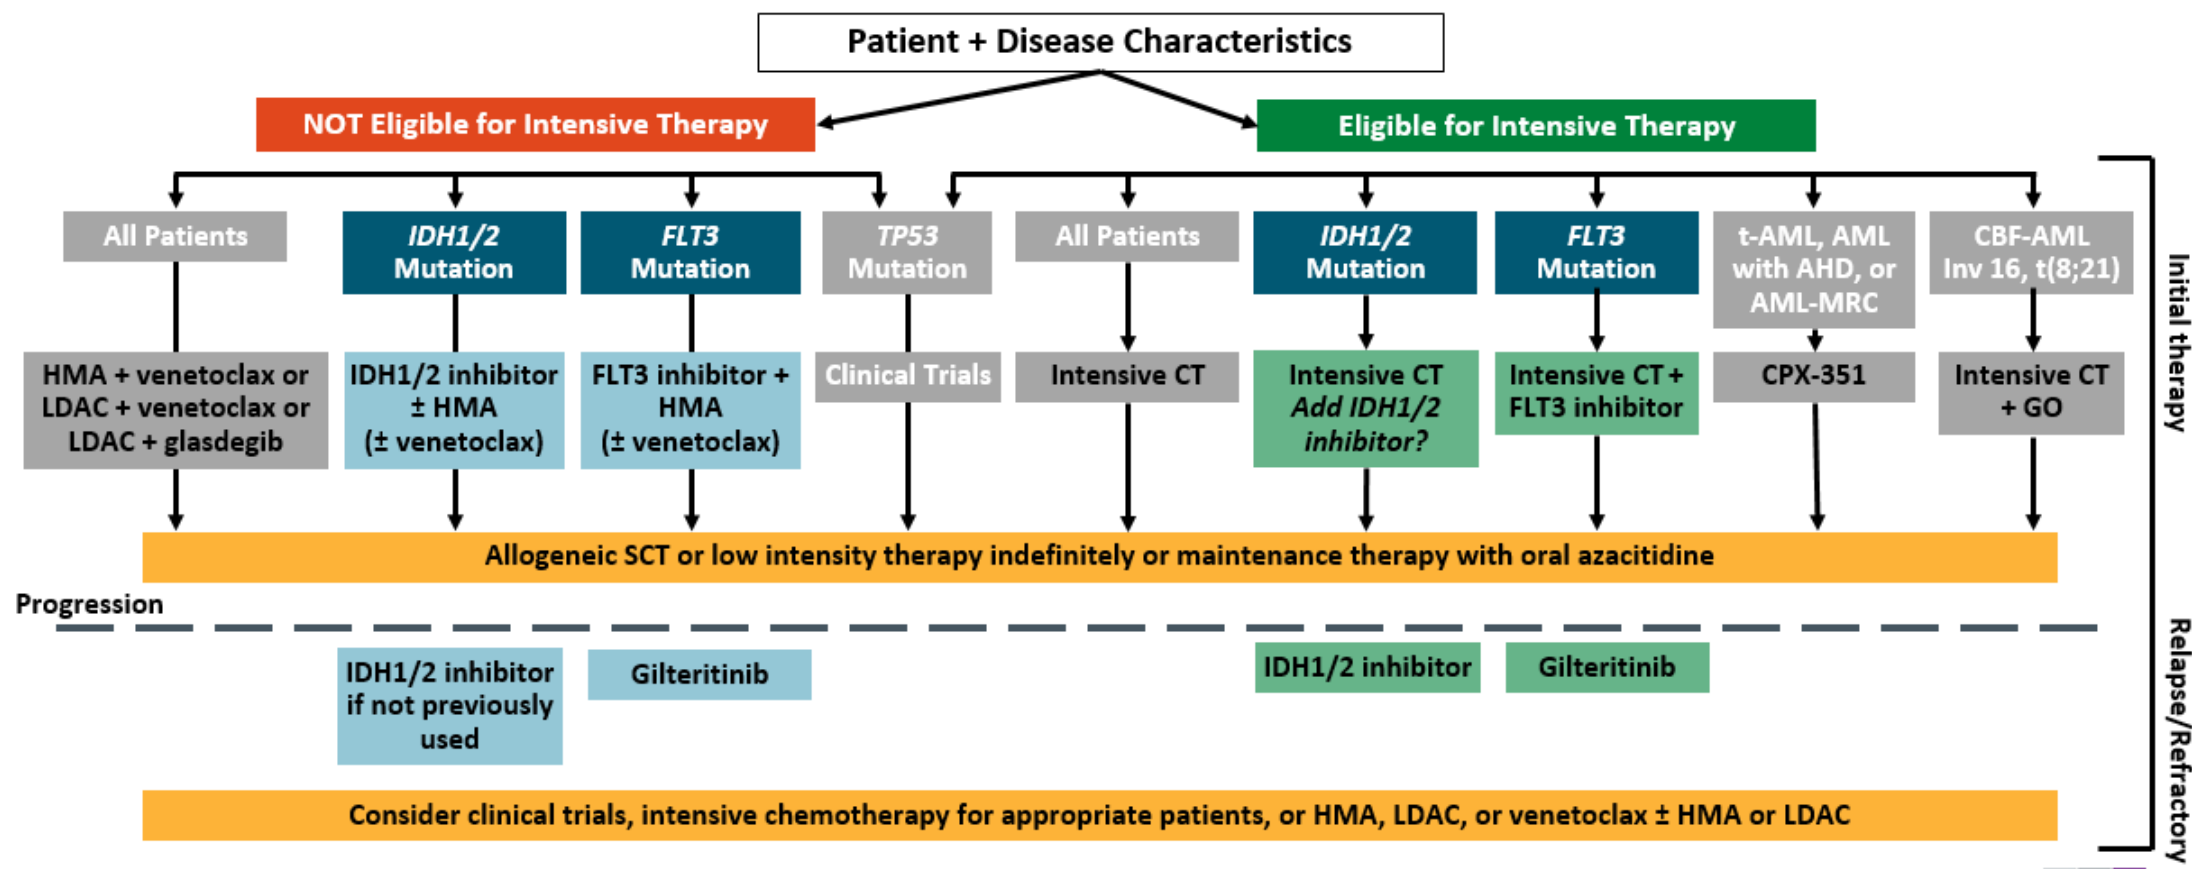 Patient + Disease Characteristics
NOT Eligible for Intensive Therapy
Eligible for Intensive Therapy
All Patients
IDH1/2
Mutation
FLT3
Mutation
TP53
Mutation
All Patients
IDH1/2
Mutation
FLT3
Mutation
t-AML, AML
with AHD, or
AML-MRC
CBF-AML
Inv 16, t(8;21)
HMA + venetoclax or
LDAC + venetoclax or
LDAC + glasdegib
IDH1/2 inhibitor
± HMA
(± venetoclax)
FLT3 inhibitor +
HMA
(± venetoclax)
Clinical Trials
Intensive CT
Intensive CT
Add IDH1/2
inhibitor?
Intensive CT +
FLT3 inhibitor
CPX-351
Intensive CT
+ GO
Initial therapy
Allogeneic SCT or low intensity therapy indefinitely or maintenance therapy with oral azacitidine
Progression
IDH1/2 inhibitor
if not previously
used
Gilteritinib
IDH1/2 inhibitor
Gilteritinib
Relapse/Refractory
Consider clinical trials, intensive chemotherapy for appropriate patients, or HMA, LDAC, or venetoclax ± HMA or LDAC